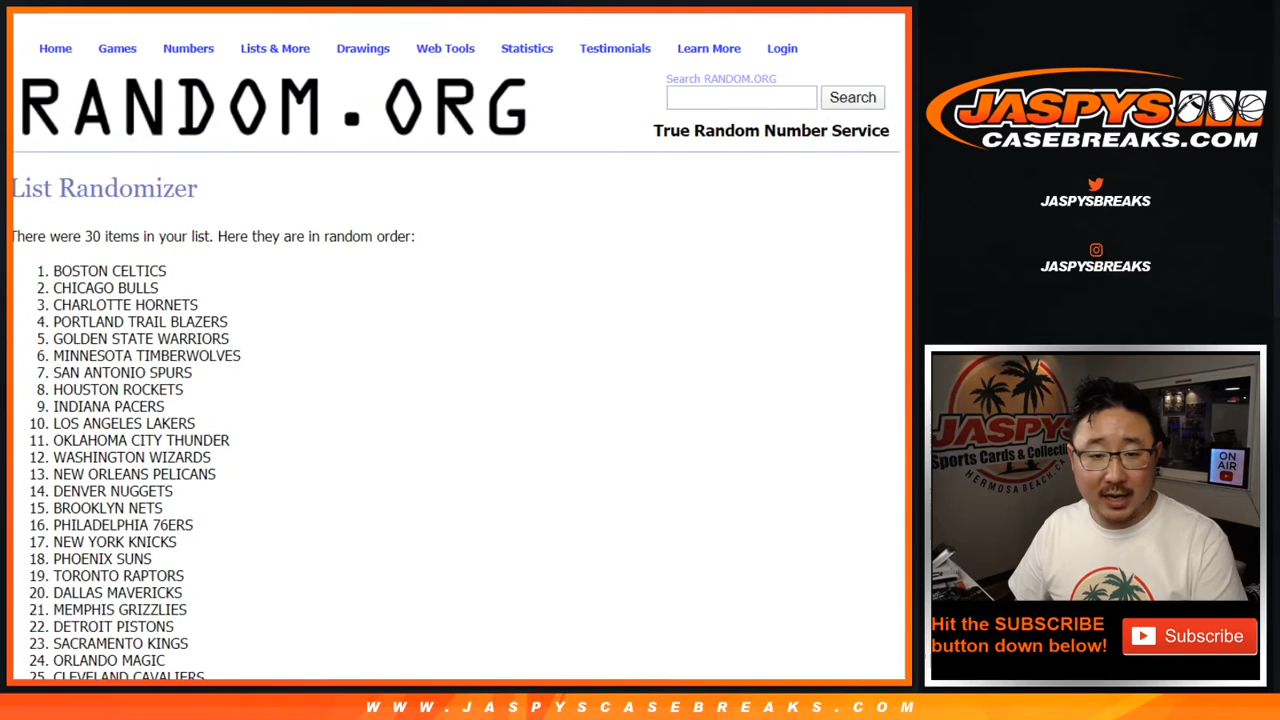 Home Games Numbers Lists & More Drawings Web Tools Statistics Testimonials Learn More Login
RANDOM.ORG
Search RANDOM.ORG
Search
True Random Number Service
List Randomizer
There were 30 items in your list. Here they are in random order:
1. BOSTON CELTICS
2. CHICAGO BULLS
3. CHARLOTTE HORNETS
4. PORTLAND TRAIL BLAZERS
5. GOLDEN STATE WARRIORS
6. MINNESOTA TIMBERWOLVES
7. SAN ANTONIO SPURS
8. HOUSTON ROCKETS
9. INDIANA PACERS
10. LOS ANGELES LAKERS
11. OKLAHOMA CITY THUNDER
12. WASHINGTON WIZARDS
13. NEW ORLEANS PELICANS
14. DENVER NUGGETS
15. BROOKLYN NETS
16. PHILADELPHIA 76ERS
17. NEW YORK KNICKS
18. PHOENIX SUNS
19. TORONTO RAPTORS
20. DALLAS MAVERICKS
21. MEMPHIS GRIZZLIES
22. DETROIT PISTONS
23. SACRAMENTO KINGS
24. ORLANDO MAGIC
25. CLEVELAND CAVALIERS
JASPYS
CASEBREAKS.COM
JASPYSBREAKS
JASPYSBREAKS
JASPYS
Sports Cards & Collectib
HERMOSA BEACH, CA
ON
AIR
Hit the SUBSCRIBE
button down below!
Subscribe
WWW.JASPYSCASEBREAKS.COM